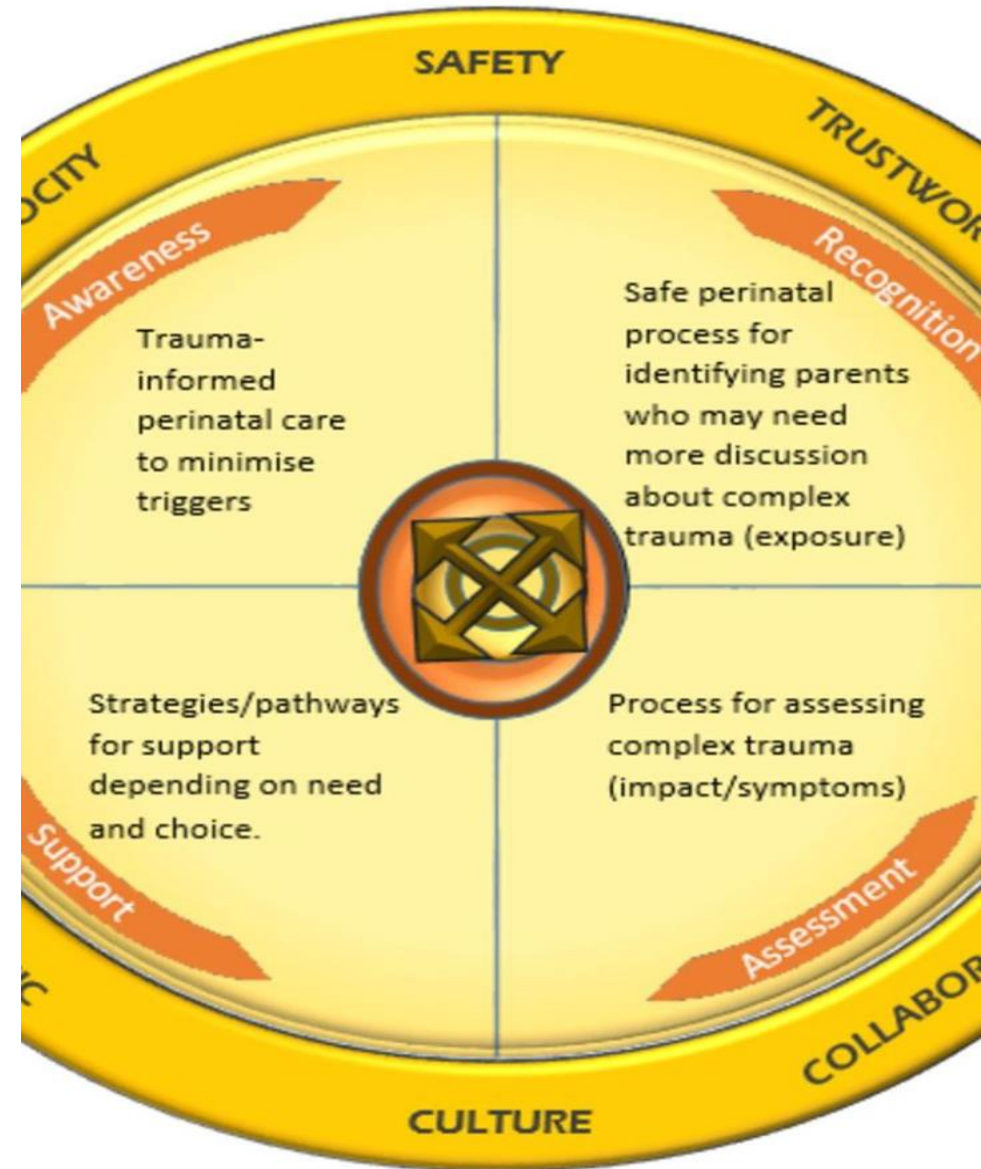 SAFETY
TRUSTWOR
OCITY
Awareness
Recognition
Trauma-
informed
perinatal care
to minimise
triggers
Safe perinatal
process for
identifying parents
who may need
more discussion
about complex
trauma (exposure)
Strategies/pathways
for support
depending on need
and choice.
Process for assessing
complex trauma
(impact/symptoms)
Support
Assessment
IC
COLLABOR
CULTURE